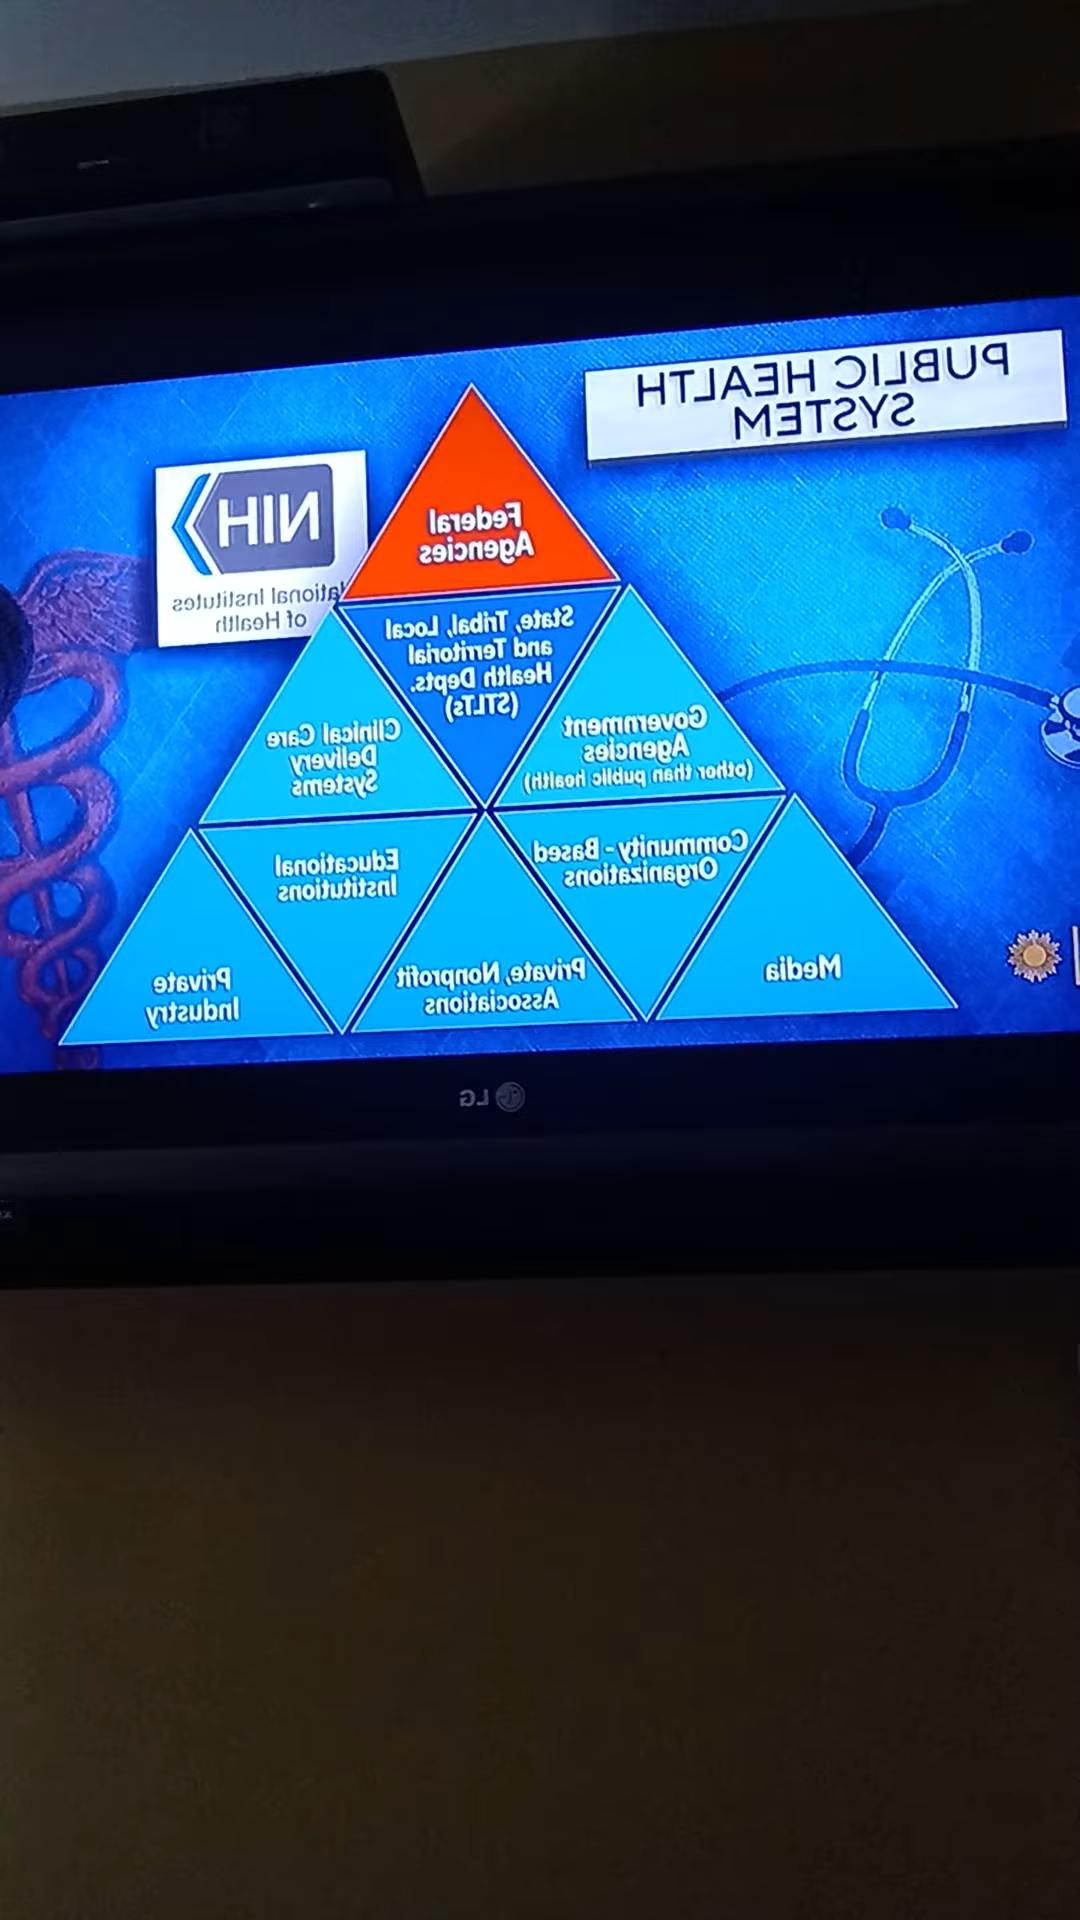 PUBLIC HEALTH
SYSTEM
NIH
National Institutes
of Health
Federal
Agencies
State, Tribal, Local
and Territorial
Health Depts.
(STLTs)
Government
Agencies
(other than public health)
Clinical Care
Delivery
Systems
Community-Based
Organizations
Educational
Institutions
Media
Private, Nonprofit
Associations
Private
Industry
LG